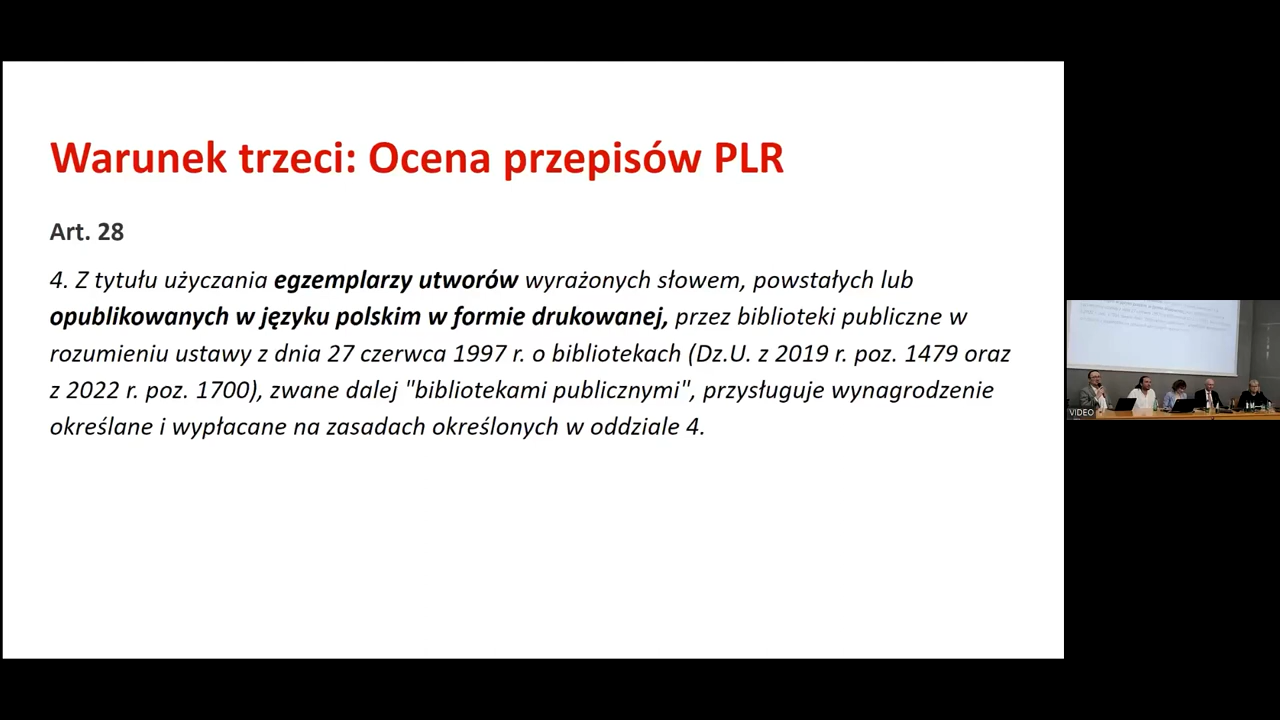 Warunek trzeci: Ocena przepisów PLR
Art. 28
4. Z tytułu użyczania egzemplarzy utworów wyrażonych słowem, powstałych lub
opublikowanych w języku polskim w formie drukowanej, przez biblioteki publiczne w
rozumieniu ustawy z dnia 27 czerwca 1997 r. o bibliotekach (Dz.U. z 2019 r. poz. 1479 oraz
z 2022 r. poz. 1700), zwane dalej "bibliotekami publicznymi", przysługuje wynagrodzenie
określane i wypłacane na zasadach określonych w oddziale 4.
VIDEO